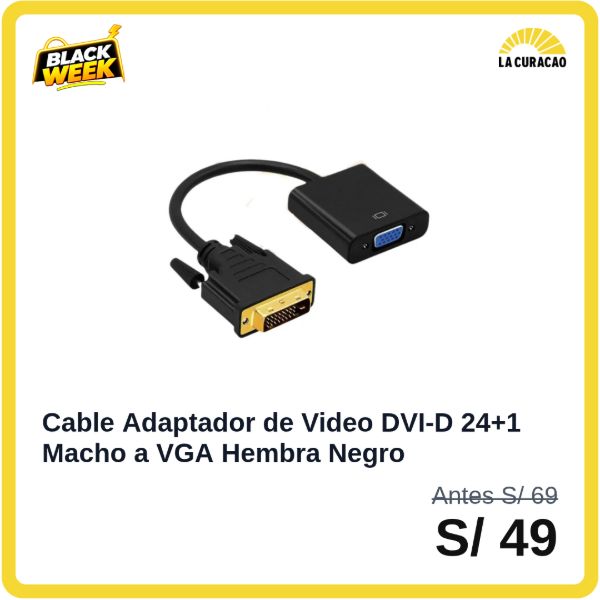 BLACK
WEEK
LA CURACAO
Cable Adaptador de Video DVI-D 24+1
Macho a VGA Hembra Negro
Antes S/ 69
S/ 49